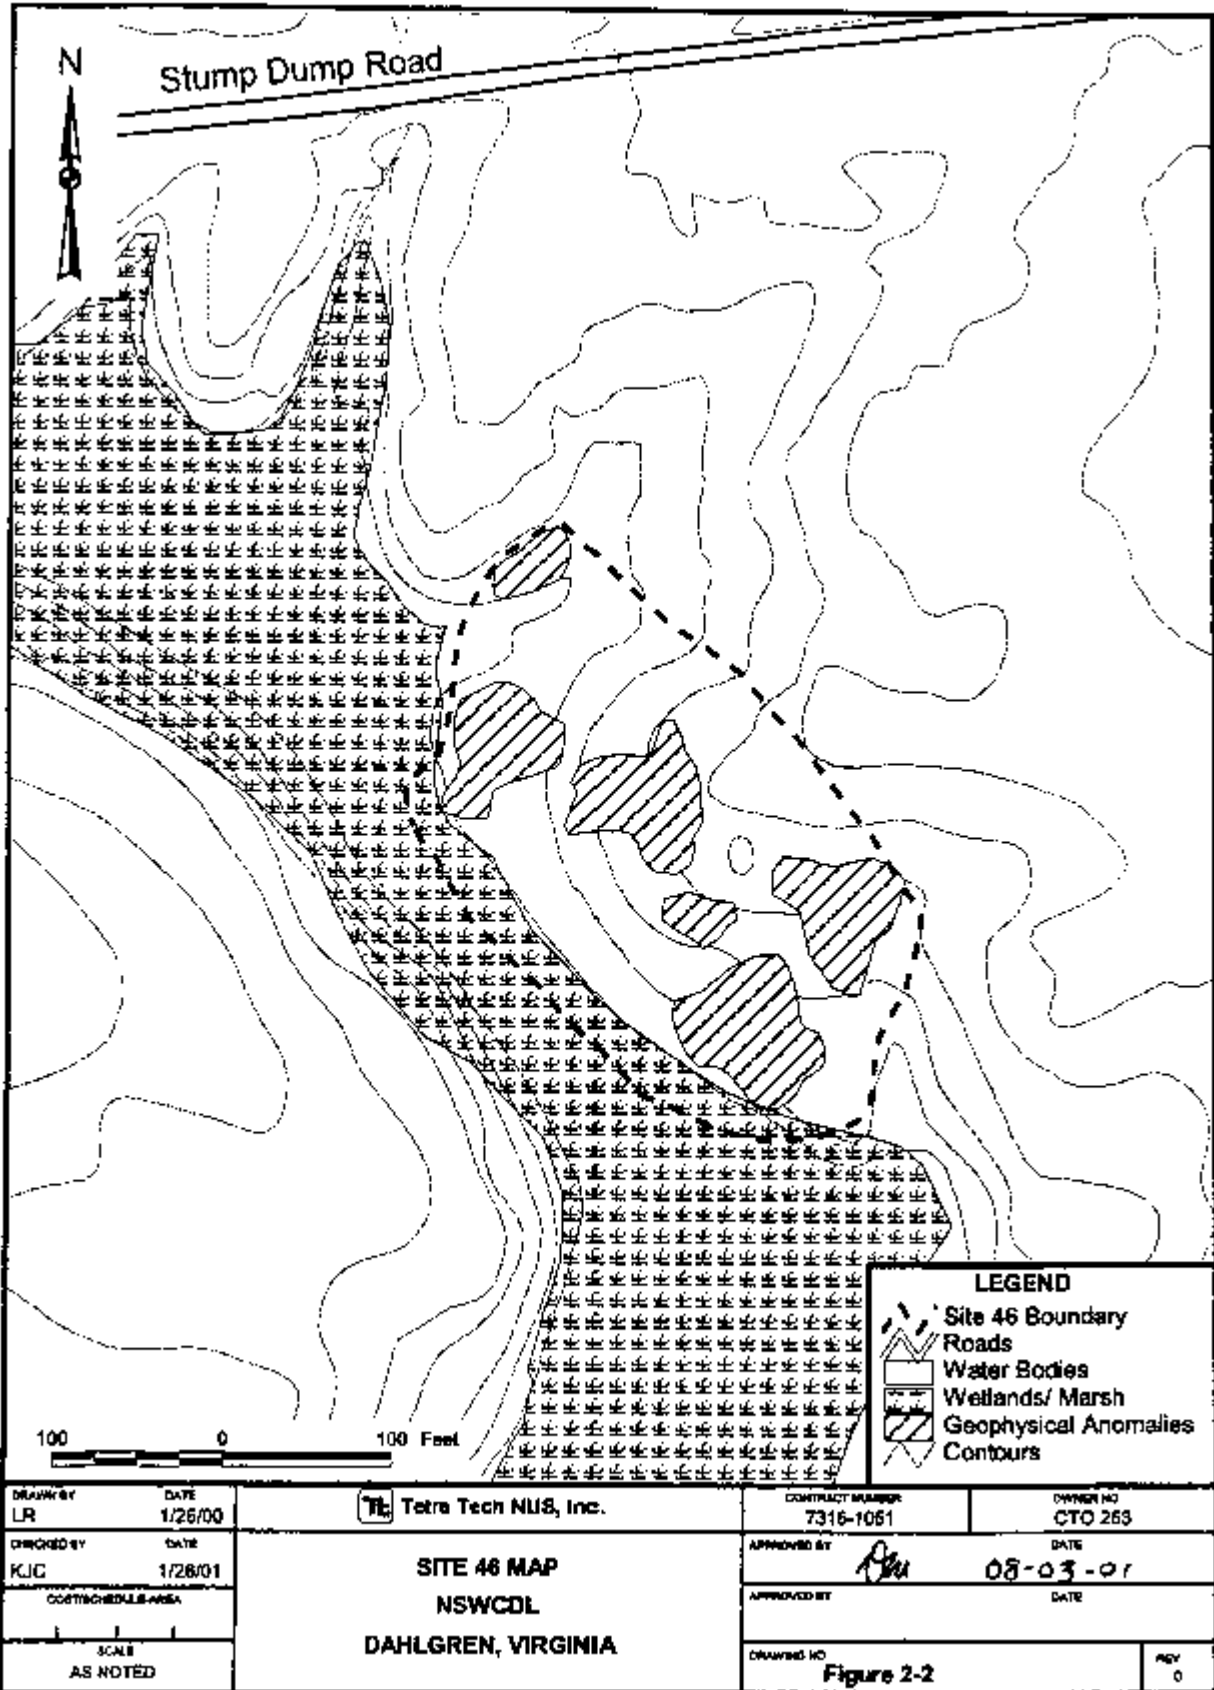 N
Stump Dump Road
LEGEND
Site 46 Boundary
Roads
Water Bodies
Wetlands/ Marsh
Geophysical Anomalies
Contours
100 0 100 Feet
DRAWN BY DATE
LR 1/26/00
CHECKED BY DATE
KJC 1/26/01
COST/SCHEDULE-AREA
SCALE
AS NOTED
Tt Tetra Tech NUS, Inc.
SITE 46 MAP
NSWCDL
DAHLGREN, VIRGINIA
CONTRACT NUMBER OWNER NO
7316-1051 CTO 253
APPROVED BY DATE
08-03-01
APPROVED BY DATE
DRAWING NO REV
Figure 2-2 0